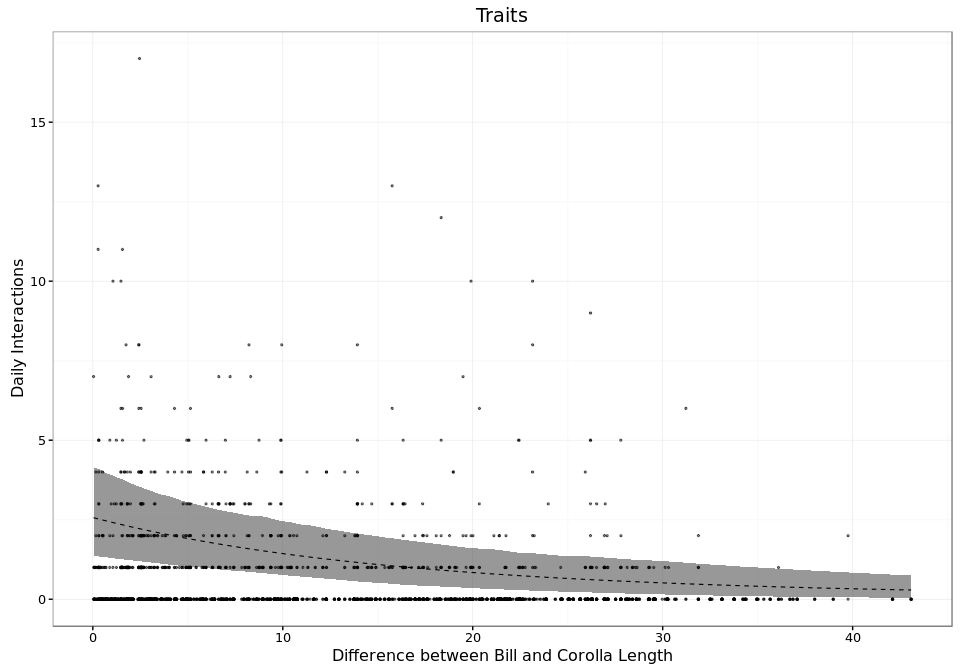 Traits
Daily Interactions
15
10
5
0
0 10 20 30 40
Difference between Bill and Corolla Length